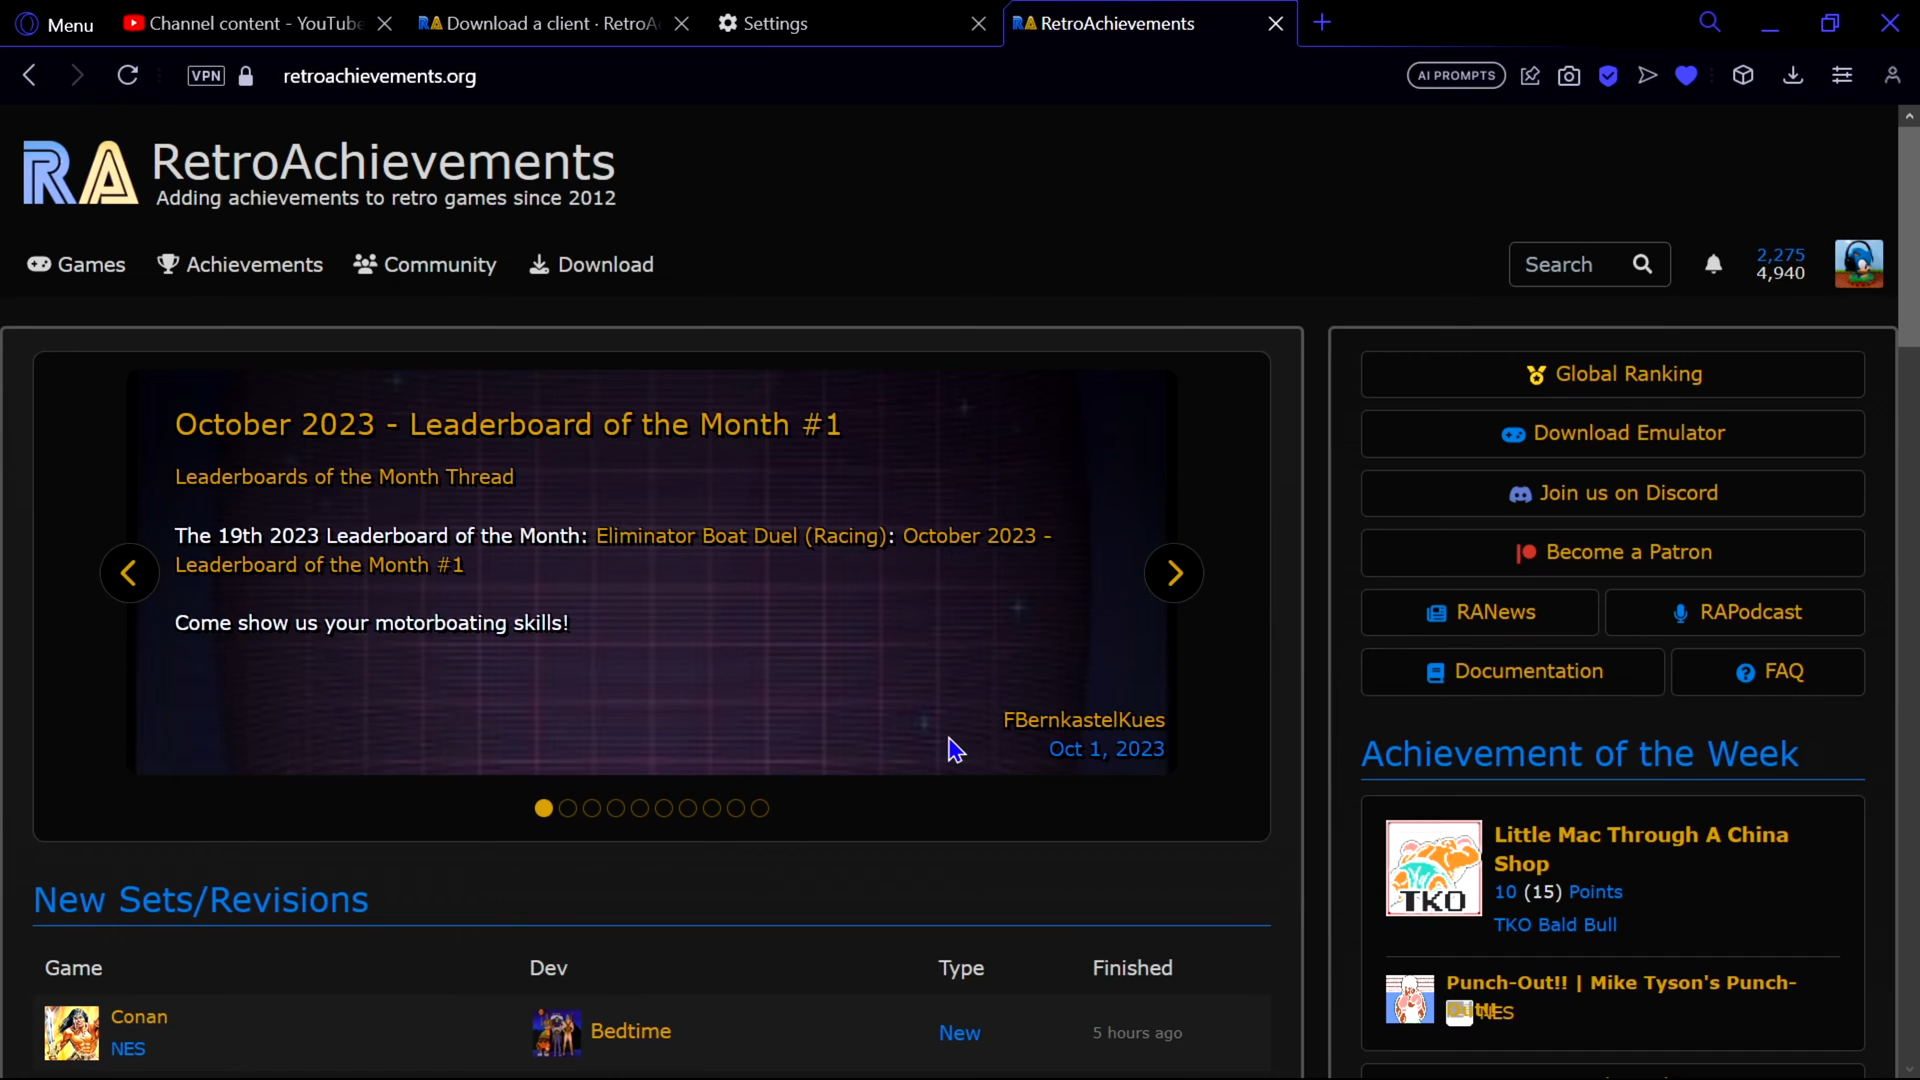 Menu
Channel content - YouTube
RA Download a client · RetroA
Settings
RA RetroAchievements
VPN
retroachievements.org
AI PROMPTS
RA
RetroAchievements
Adding achievements to retro games since 2012
Games
Achievements
Community
Download
Search
2,275
4,940
October 2023 - Leaderboard of the Month #1
Leaderboards of the Month Thread
The 19th 2023 Leaderboard of the Month: Eliminator Boat Duel (Racing): October 2023 -
Leaderboard of the Month #1
Come show us your motorboating skills!
FBernkastelKues
Oct 1, 2023
Global Ranking
Download Emulator
Join us on Discord
Become a Patron
RANews
RAPodcast
Documentation
FAQ
Achievement of the Week
TKO
Little Mac Through A China
Shop
10 (15) Points
TKO Bald Bull
Punch-Out!! | Mike Tyson's Punch-
NES
New Sets/Revisions
Game
Dev
Type
Finished
Conan
NES
Bedtime
New
5 hours ago